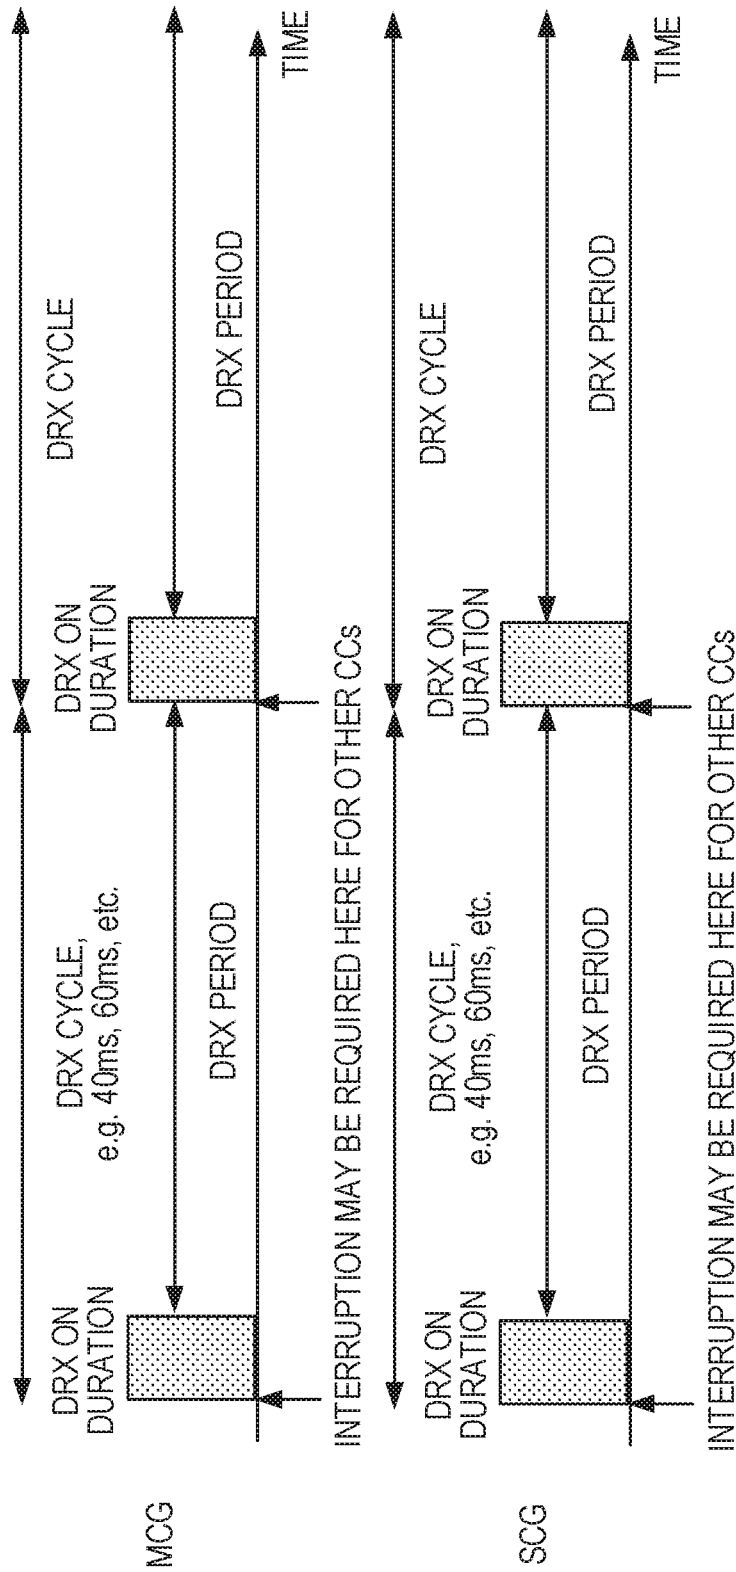 MCG
DRX ON
DURATION
DRX CYCLE,
e.g. 40ms, 60ms, etc.
DRX ON
DURATION
DRX CYCLE
DRX PERIOD
DRX PERIOD
TIME
INTERRUPTION MAY BE REQUIRED HERE FOR OTHER CCs
SCG
DRX ON
DURATION
DRX CYCLE,
e.g. 40ms, 60ms, etc.
DRX ON
DURATION
DRX CYCLE
DRX PERIOD
DRX PERIOD
TIME
INTERRUPTION MAY BE REQUIRED HERE FOR OTHER CCs